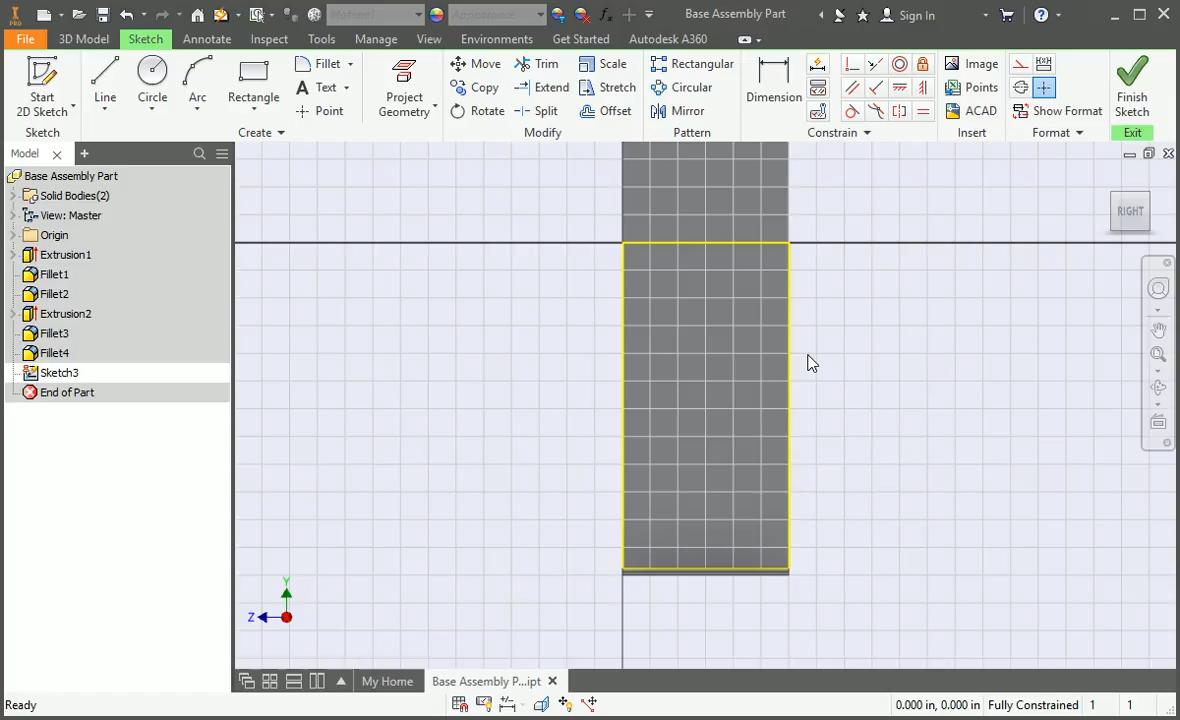 PRO
Material
Appearance
Base Assembly Part
Sign In
File
3D Model
Sketch
Annotate
Inspect
Tools
Manage
View
Environments
Get Started
Autodesk A360
Start
2D Sketch
Line
Circle
Arc
Rectangle
Fillet
Text
Point
Project
Geometry
Move
Copy
Rotate
Trim
Extend
Split
Scale
Stretch
Offset
Rectangular
Circular
Mirror
Dimension
Image
Points
ACAD
Show Format
Finish
Sketch
Sketch
Create
Modify
Pattern
Constrain
Insert
Format
Exit
Model
Base Assembly Part
Solid Bodies(2)
View: Master
Origin
Extrusion1
Fillet1
Fillet2
Extrusion2
Fillet3
Fillet4
Sketch3
End of Part
RIGHT
Y
Z
My Home
Base Assembly P...ipt
Ready
0.000 in, 0.000 in
Fully Constrained
1
1